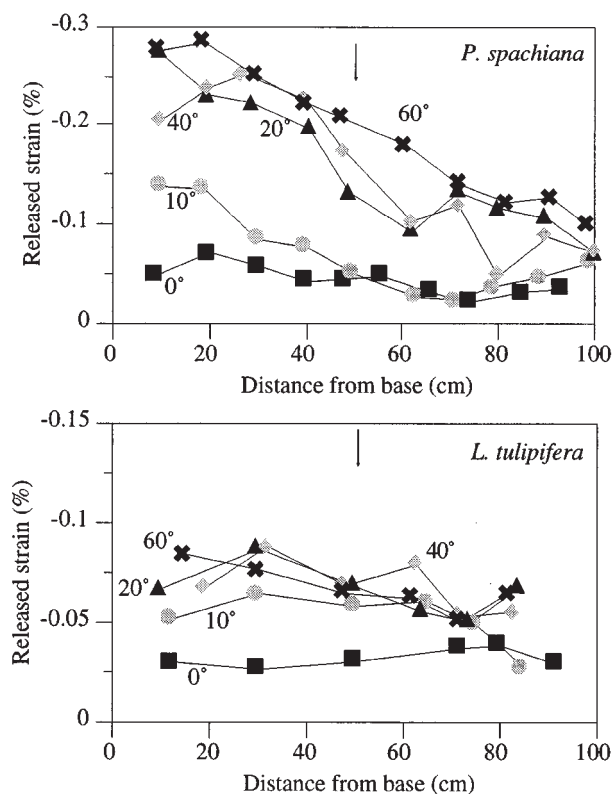 -0.3
P. spachiana
60°
-0.2
40°
20°
Released strain (%)
10°
-0.1
0°
0
0 20 40 60 80 100
Distance from base (cm)
-0.15
L. tulipifera
-0.1
60°
40°
Released strain (%)
20°
10°
-0.05
0°
0
0 20 40 60 80 100
Distance from base (cm)